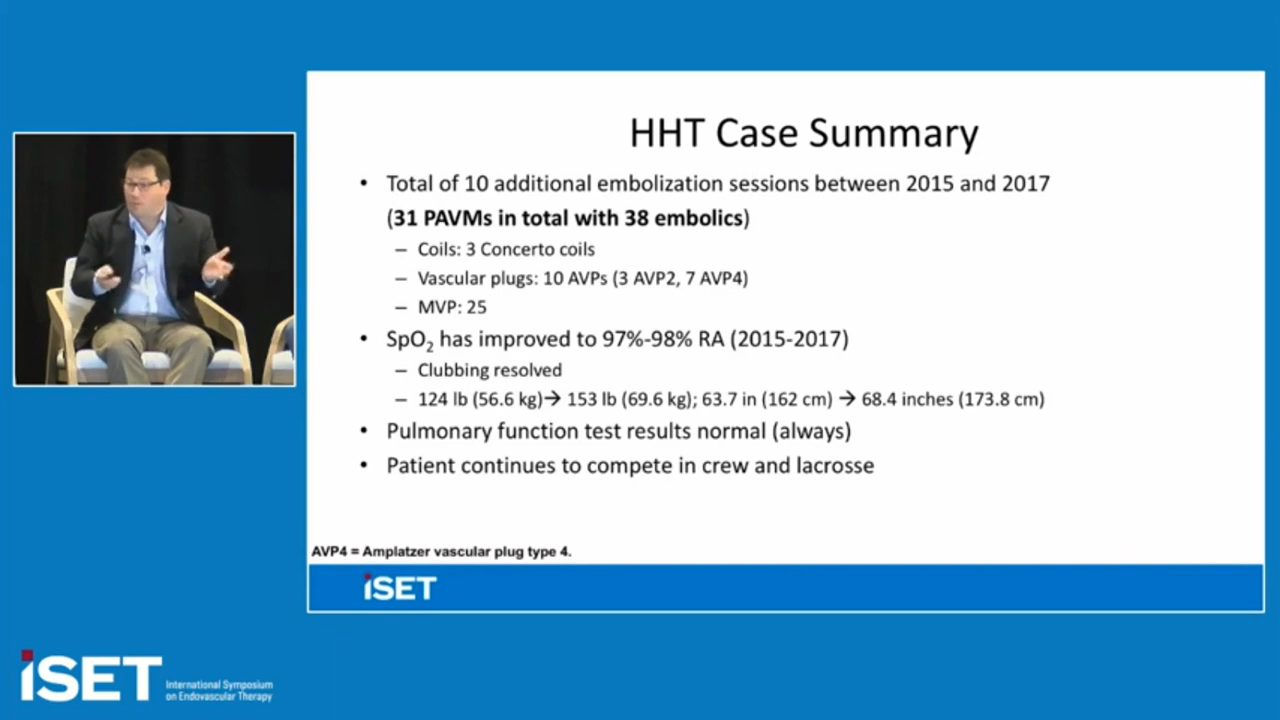 HHT Case Summary
• Total of 10 additional embolization sessions between 2015 and 2017
(31 PAVMs in total with 38 embolics)
– Coils: 3 Concerto coils
– Vascular plugs: 10 AVPs (3 AVP2, 7 AVP4)
– MVP: 25
• SpO₂ has improved to 97%-98% RA (2015-2017)
– Clubbing resolved
– 124 lb (56.6 kg)→ 153 lb (69.6 kg); 63.7 in (162 cm) → 68.4 inches (173.8 cm)
• Pulmonary function test results normal (always)
• Patient continues to compete in crew and lacrosse
AVP4 = Amplatzer vascular plug type 4.
iSET
iSET
International Symposium
on Endovascular Therapy